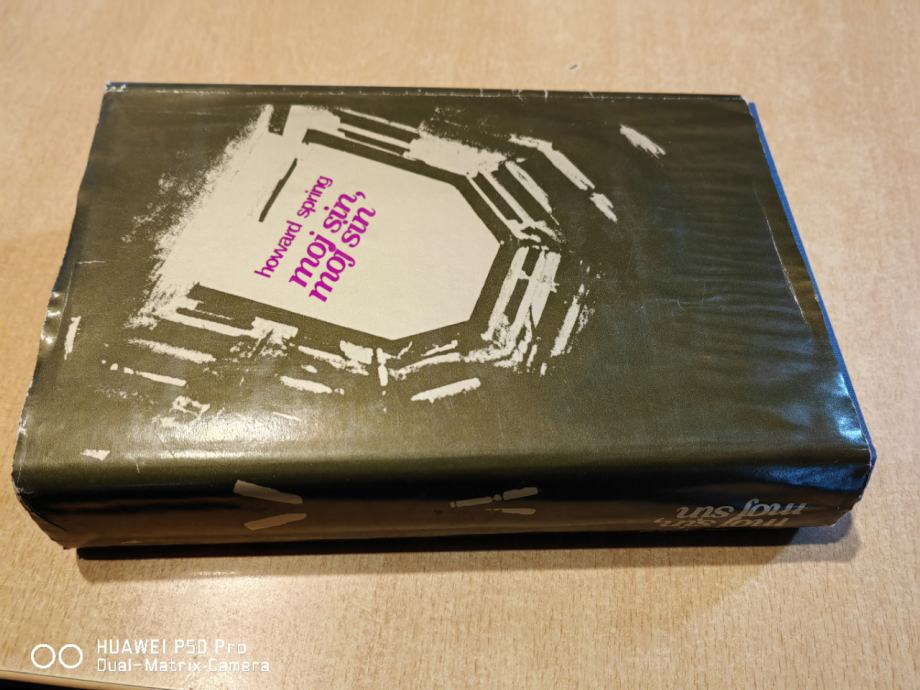 howard spring
moj sin,
moj sin
moj sin,
moj sin
HUAWEI P50 Pro
Dual-Matrix-Camera